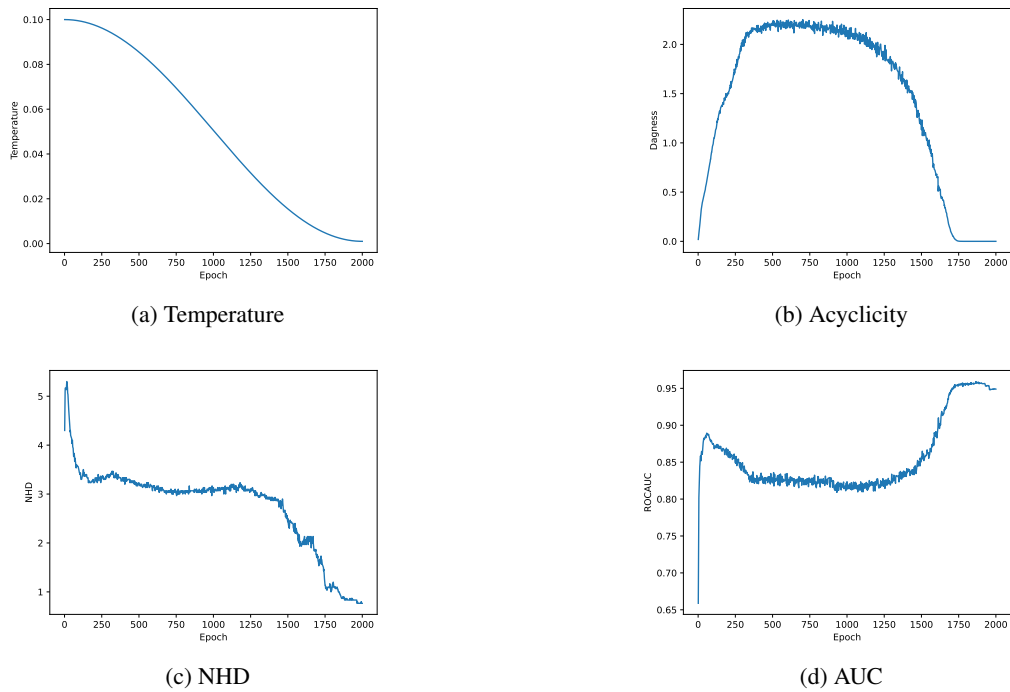 0.10
0.08
0.06
0.04
0.02
0.00
Temperature
0 250 500 750 1000 1250 1500 1750 2000
Epoch
(a) Temperature
2.0
1.5
1.0
0.5
0.0
Dagness
0 250 500 750 1000 1250 1500 1750 2000
Epoch
(b) Acyclicity
5
4
3
2
1
NHD
0 250 500 750 1000 1250 1500 1750 2000
Epoch
(c) NHD
0.95
0.90
0.85
0.80
0.75
0.70
0.65
ROCAUC
0 250 500 750 1000 1250 1500 1750 2000
Epoch
(d) AUC